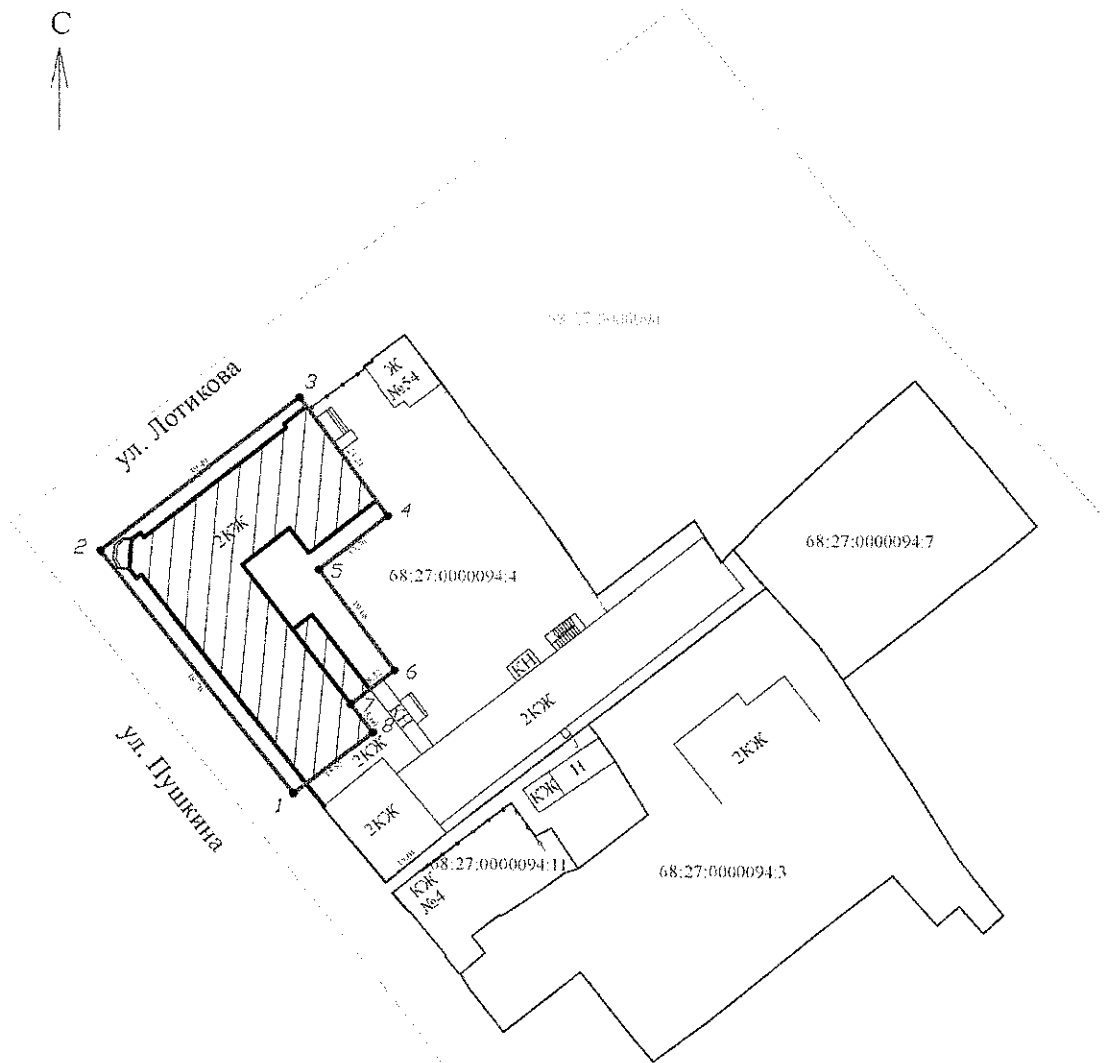 С
3
Ж
№54
ул. Лотикова
4
2КЖ
2
5
68:27:0000094:4
68:27:0000094:7
6
КН
2КЖ
7
КН
8
2КЖ
2КЖ
ул. Пушкина
1
Н
КЖ
2КЖ
68:27:0000094:11
68:27:0000094:3
КЖ
№4